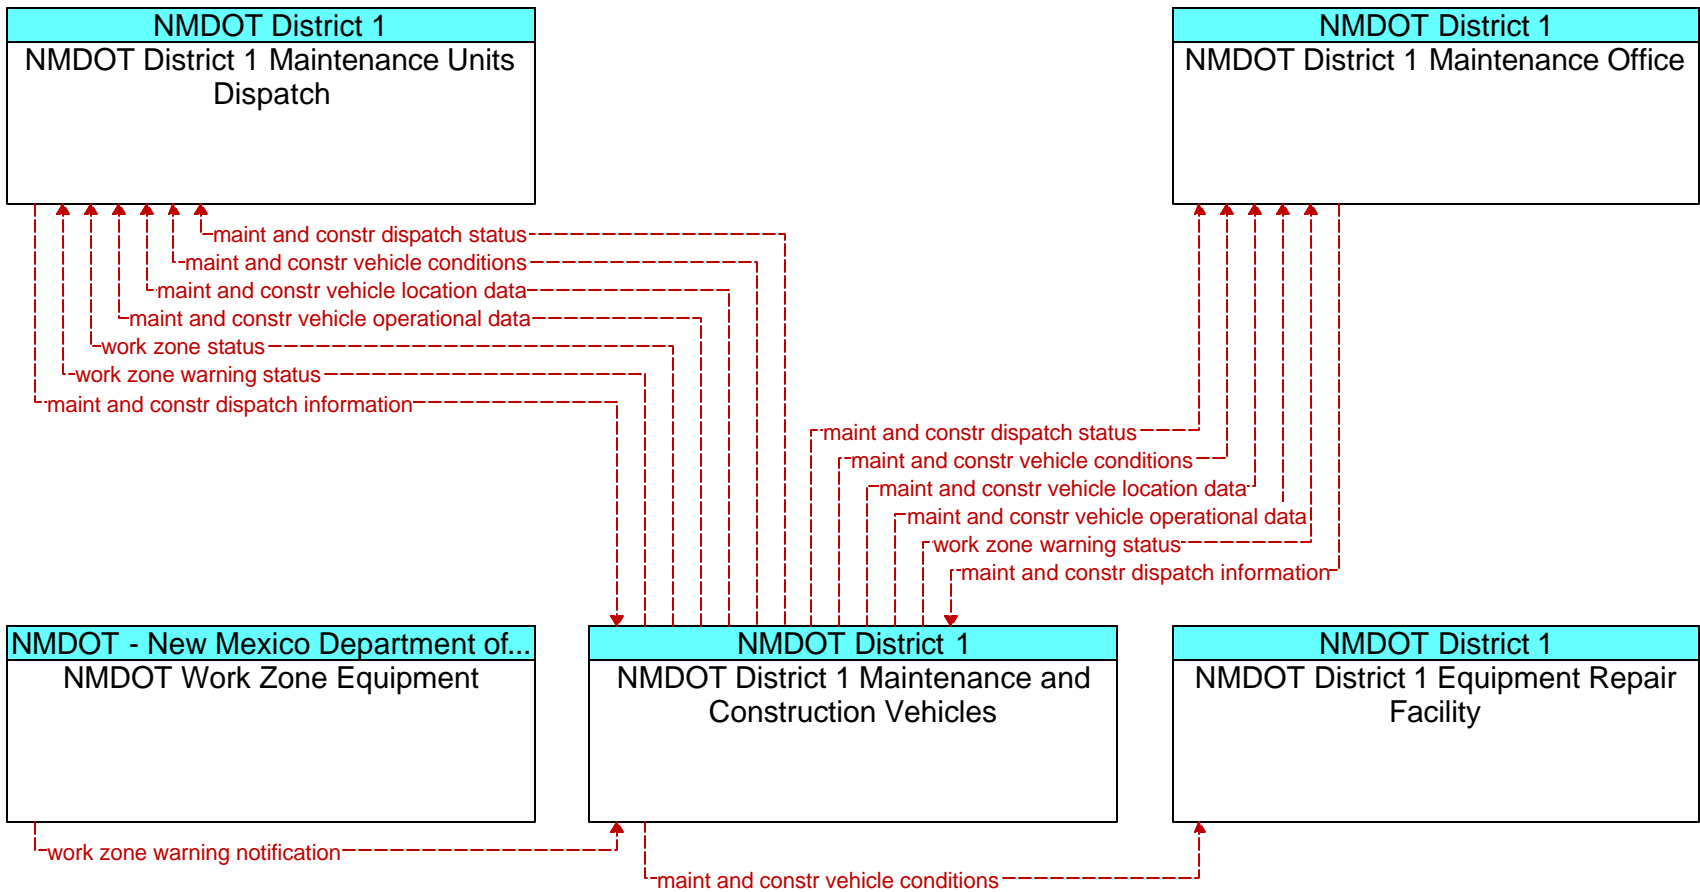 NMDOT District 1
NMDOT District 1 Maintenance Units
Dispatch
NMDOT District 1
NMDOT District 1 Maintenance Office
maint and constr dispatch status
maint and constr vehicle conditions
maint and constr vehicle location data
maint and constr vehicle operational data
work zone status
work zone warning status
maint and constr dispatch information
maint and constr dispatch status
maint and constr vehicle conditions
maint and constr vehicle location data
maint and constr vehicle operational data
work zone warning status
maint and constr dispatch information
NMDOT - New Mexico Department of...
NMDOT Work Zone Equipment
NMDOT District 1
NMDOT District 1 Maintenance and
Construction Vehicles
NMDOT District 1
NMDOT District 1 Equipment Repair
Facility
work zone warning notification
maint and constr vehicle conditions